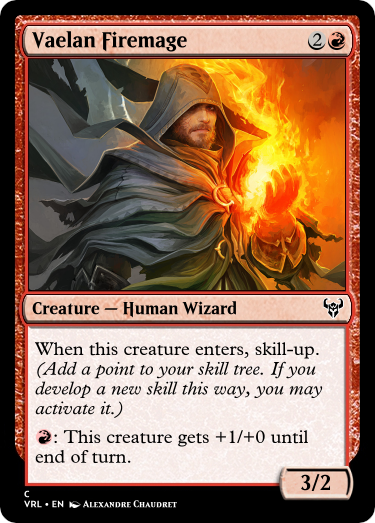 Vaelan Firemage 2
Creature — Human Wizard
When this creature enters, skill-up.
(Add a point to your skill tree. If you
develop a new skill this way, you may
activate it.)
: This creature gets +1/+0 until
end of turn.
3/2
C
VRL • EN Alexandre Chaudret